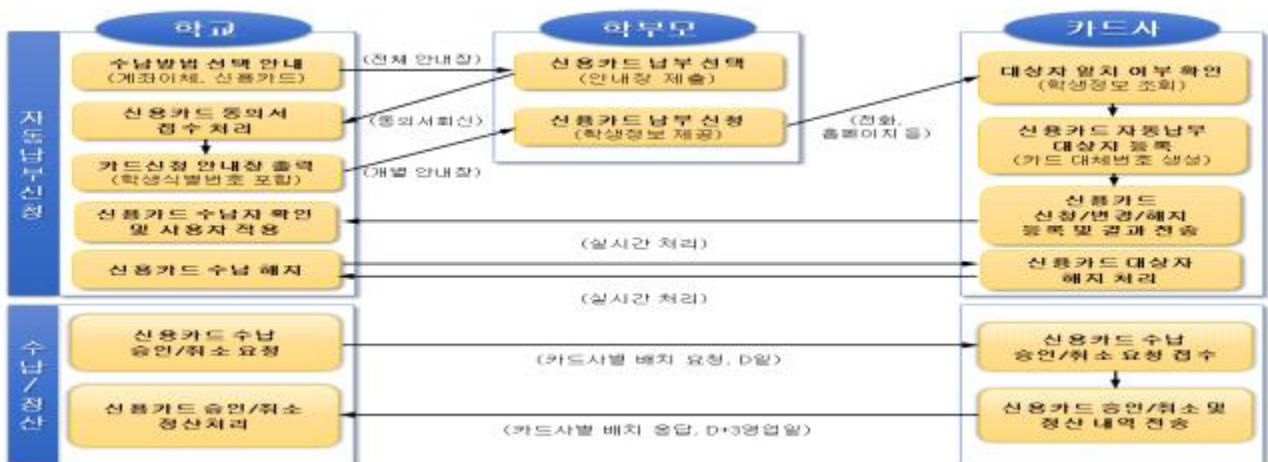 학교
학부모
카드사
자동납부신청
수납방법 선택 안내
(계좌이체, 신용카드)
(전체 안내장)
신용카드 납부 선택
(안내장 제출)
대상자 일치 여부 확인
(학생정보 조회)
신용카드 동의서
접수 처리
(동의서회신)
신용카드 납부 신청
(학생정보 제공)
(전화,
홈페이지 등)
신용카드 자동납부
대상자 등록
(카드 대체번호 생성)
카드신청 안내장 출력
(학생식별번호 포함)
(개별 안내장)
신용카드 수납자 확인
및 사용자 적용
(실시간 처리)
신용카드
신청/변경/해지
등록 및 결과 전송
신용카드 수납 해지
(실시간 처리)
신용카드 대상자
해지 처리
수납/정산
신용카드 수납
승인/취소 요청
(카드사별 배치 요청, D일)
신용카드 수납
승인/취소 요청 접수
신용카드 승인/취소
정산처리
(카드사별 배치 응답, D+3영업일)
신용카드 승인/취소 및
정산 내역 전송